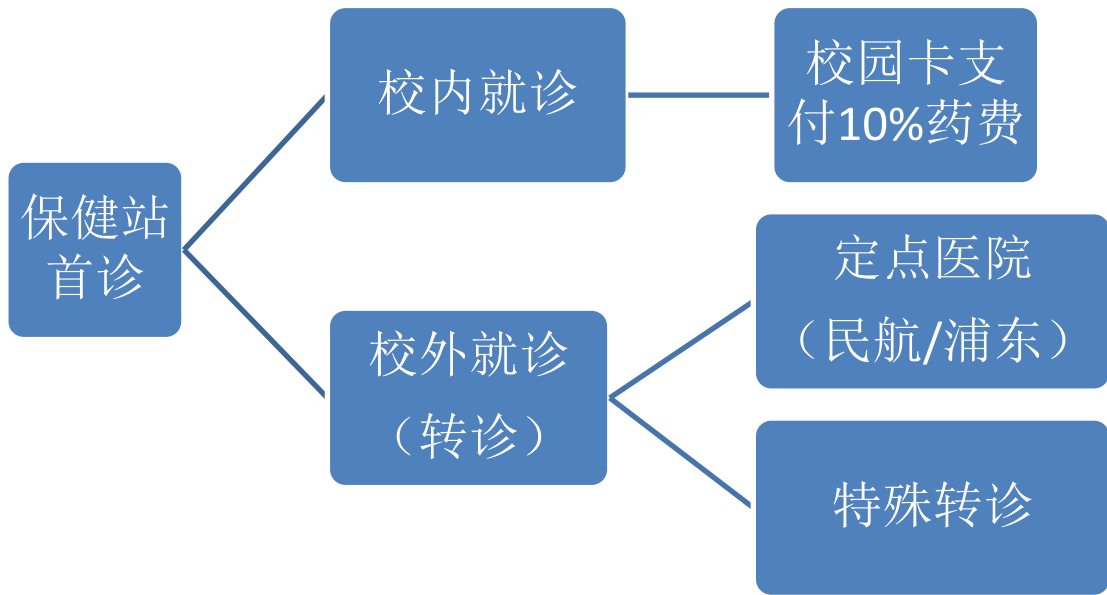 保健站
首诊
校内就诊
校园卡支
付10%药费
校外就诊
（转诊）
定点医院
（民航/浦东）
特殊转诊